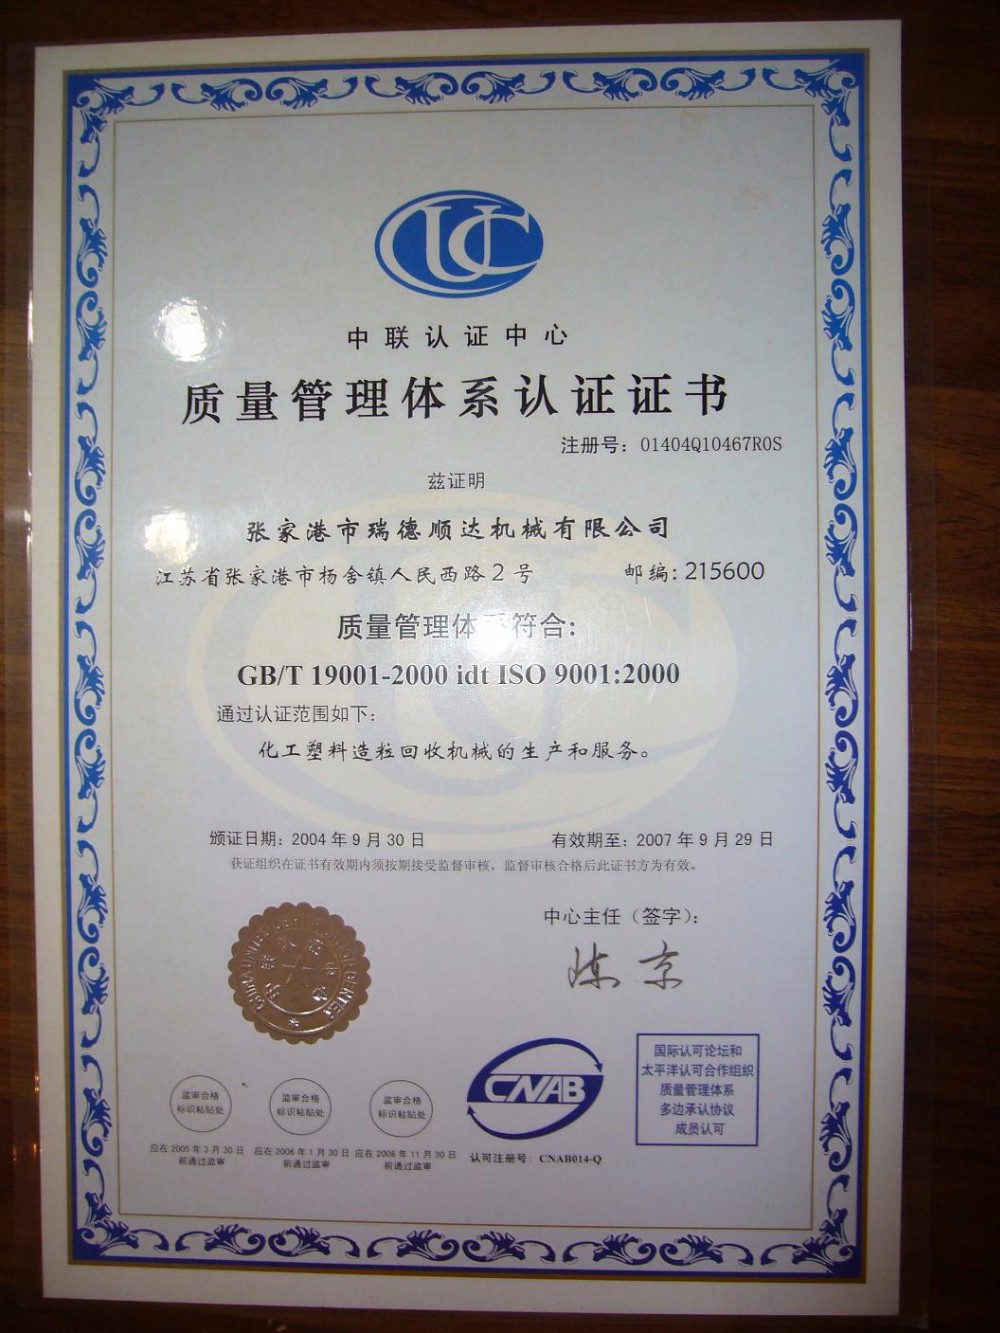 中联认证中心
质量管理体系认证证书
注册号：01404Q10467R0S
兹证明
张家港市瑞德顺达机械有限公司
江苏省张家港市杨舍镇人民西路2号 邮编：215600
质量管理体系符合：
GB/T 19001-2000 idt ISO 9001:2000
通过认证范围如下：
化工塑料造粒回收机械的生产和服务。
颁证日期：2004年9月30日 有效期至：2007年9月29日
获证组织在证书有效期内须按期接受监督审核，监督审核合格后此证书方为有效。
中心主任（签字）：
CHINA UNITED CERTIFICATION CENTER
CNAB
国际认可论坛和
太平洋认可合作组织
质量管理体系
多边承认协议
成员认可
监审合格
标识粘贴处
监审合格
标识粘贴处
监审合格
标识粘贴处
应在2005年3月30日
前通过监审
应在2006年1月30日
前通过监审
应在2006年11月30日
前通过监审
认可注册号：CNAB014-Q